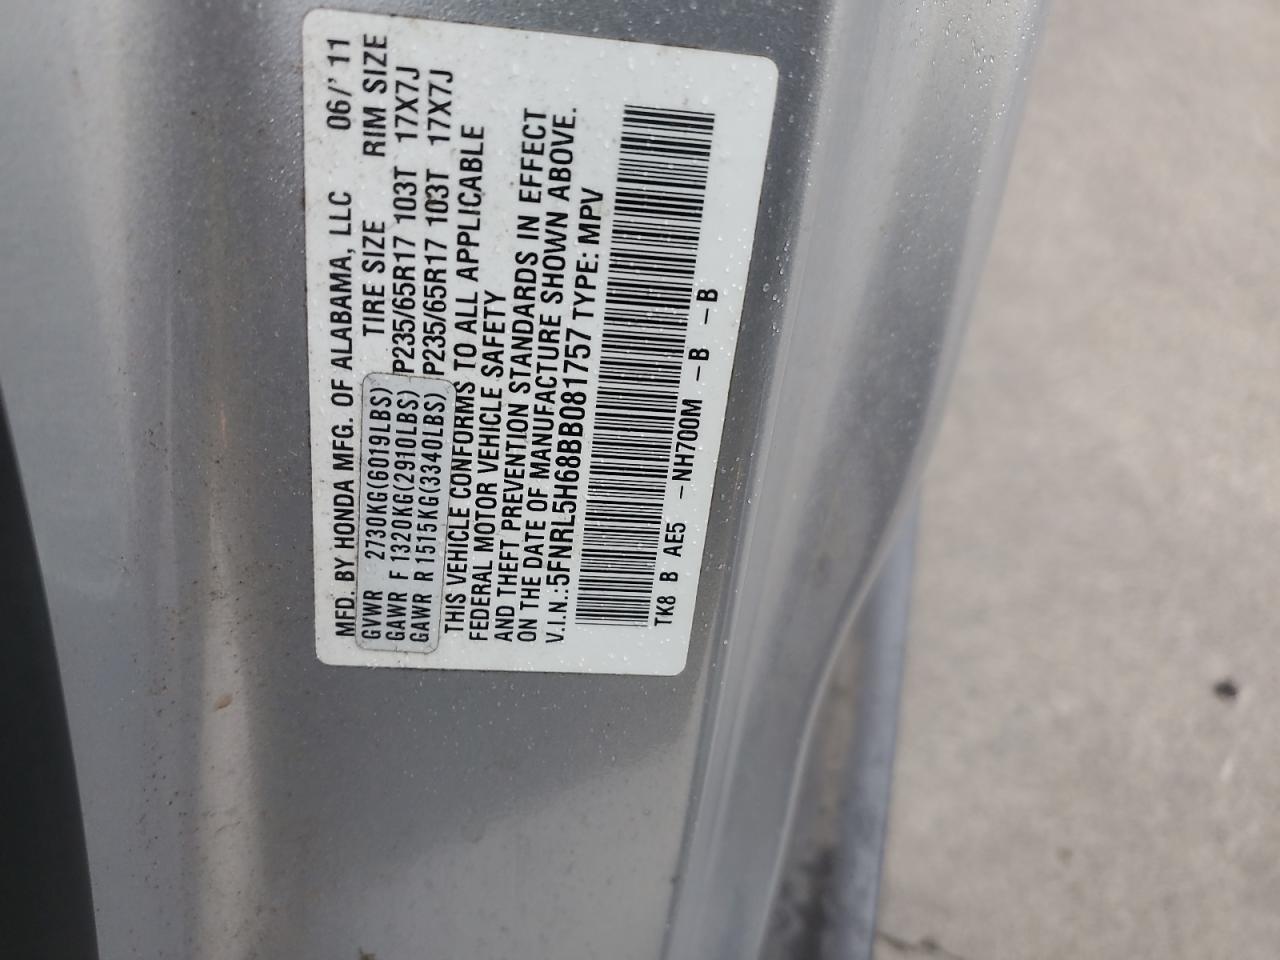 MFD. BY HONDA MFG. OF ALABAMA, LLC 06/'11
TIRE SIZE RIM SIZE
GVWR 2730KG(6019LBS)
GAWR F 1320KG(2910LBS) P235/65R17 103T 17X7J
GAWR R 1515KG(3340LBS) P235/65R17 103T 17X7J
THIS VEHICLE CONFORMS TO ALL APPLICABLE
FEDERAL MOTOR VEHICLE SAFETY
AND THEFT PREVENTION STANDARDS IN EFFECT
ON THE DATE OF MANUFACTURE SHOWN ABOVE.
V.I.N.:5FNRL5H68BB081757 TYPE: MPV
TK8 B AE5 -NH700M -B -B